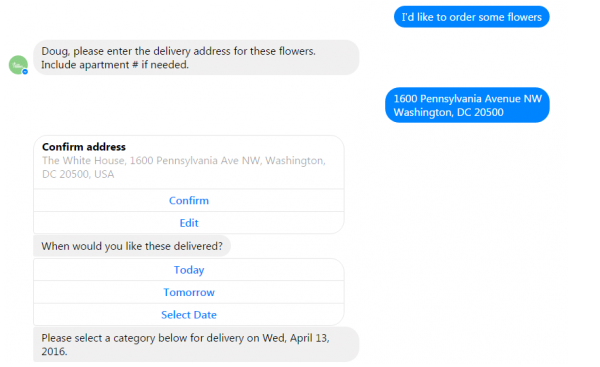 I'd like to order some flowers
Doug, please enter the delivery address for these flowers.
Include apartment # if needed.
1600 Pennsylvania Avenue NW
Washington, DC 20500
Confirm address
The White House, 1600 Pennsylvania Ave NW, Washington,
DC 20500, USA
Confirm
Edit
When would you like these delivered?
Today
Tomorrow
Select Date
Please select a category below for delivery on Wed, April 13,
2016.